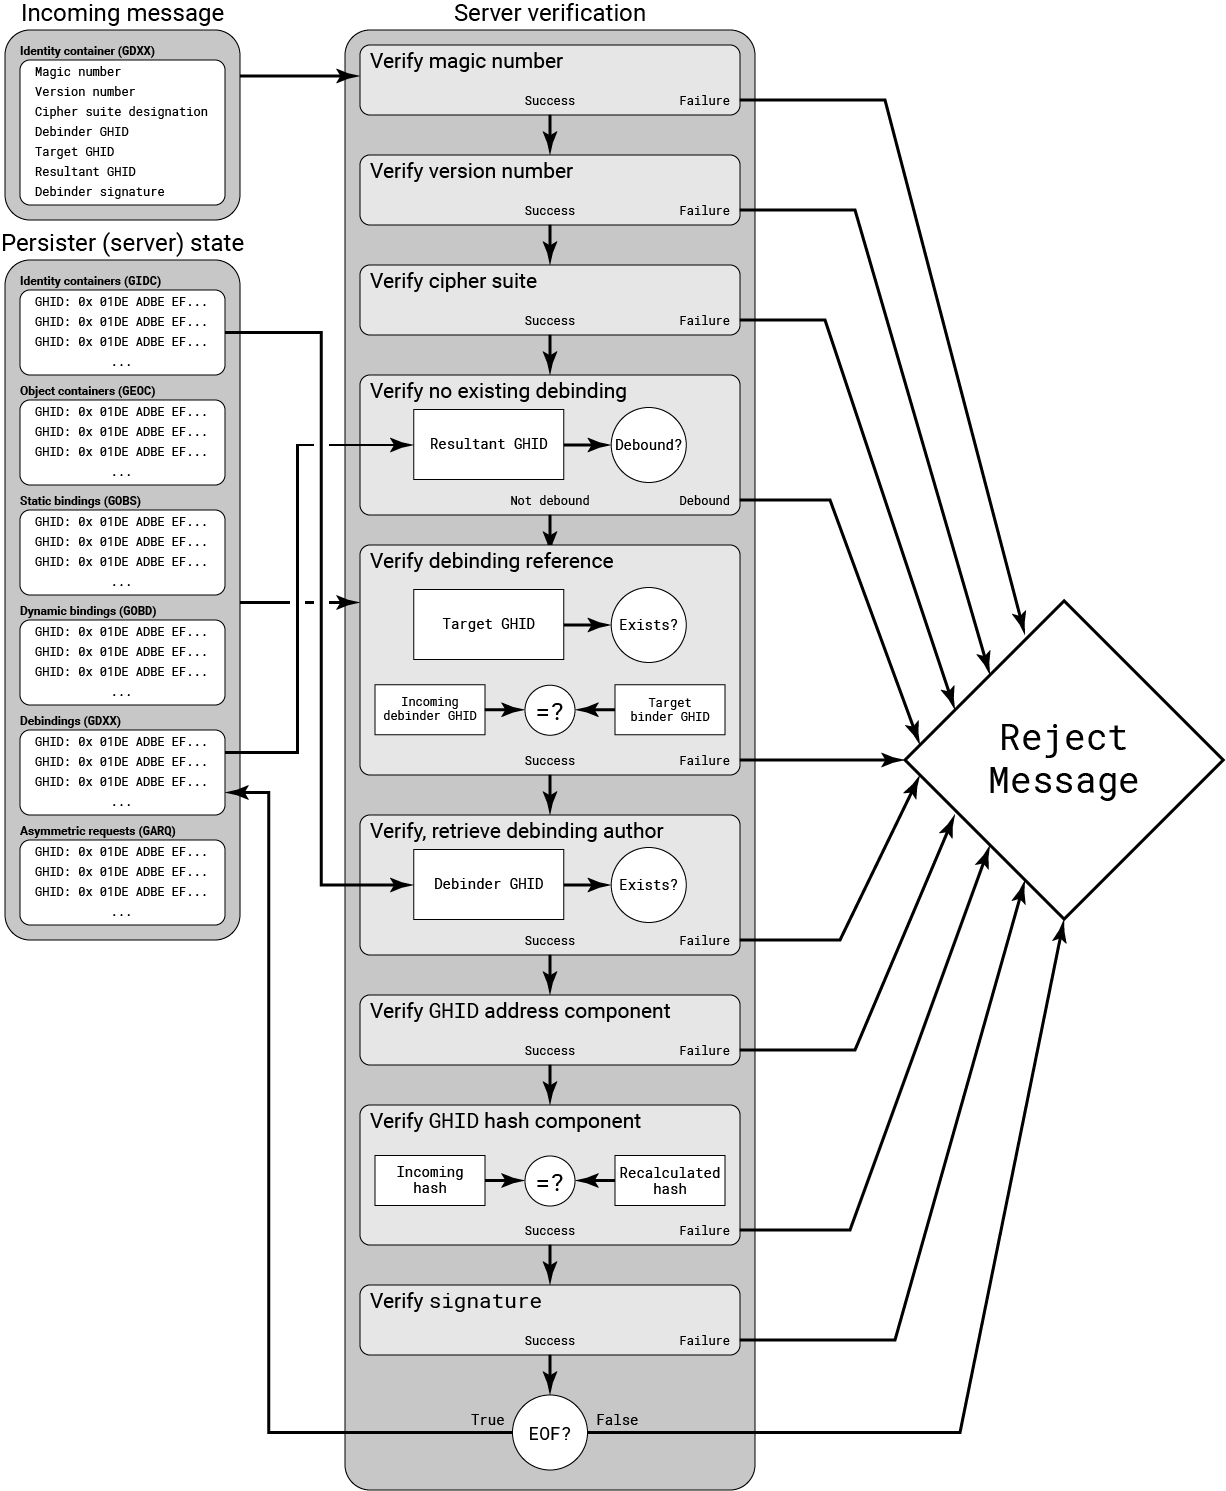 Incoming message
Identity container (GDXX)
Magic number
Version number
Cipher suite designation
Debinder GHID
Target GHID
Resultant GHID
Debinder signature
Persister (server) state
Identity containers (GIDC)
GHID: 0x 01DE ADBE EF...
GHID: 0x 01DE ADBE EF...
GHID: 0x 01DE ADBE EF...
...
Object containers (GEOC)
GHID: 0x 01DE ADBE EF...
GHID: 0x 01DE ADBE EF...
GHID: 0x 01DE ADBE EF...
...
Static bindings (GOBS)
GHID: 0x 01DE ADBE EF...
GHID: 0x 01DE ADBE EF...
GHID: 0x 01DE ADBE EF...
...
Dynamic bindings (GOBD)
GHID: 0x 01DE ADBE EF...
GHID: 0x 01DE ADBE EF...
GHID: 0x 01DE ADBE EF...
...
Debindings (GDXX)
GHID: 0x 01DE ADBE EF...
GHID: 0x 01DE ADBE EF...
GHID: 0x 01DE ADBE EF...
...
Asymmetric requests (GARQ)
GHID: 0x 01DE ADBE EF...
GHID: 0x 01DE ADBE EF...
GHID: 0x 01DE ADBE EF...
...
Server verification
Verify magic number
Success Failure
Verify version number
Success Failure
Verify cipher suite
Success Failure
Verify no existing debinding
Resultant GHID Debound?
Not debound Debound
Verify debinding reference
Target GHID Exists?
Incoming
debinder GHID
=?
Target
binder GHID
Success Failure
Verify, retrieve debinding author
Debinder GHID Exists?
Success Failure
Verify GHID address component
Success Failure
Verify GHID hash component
Incoming
hash
=?
Recalculated
hash
Success Failure
Verify signature
Success Failure
True EOF? False
Reject
Message